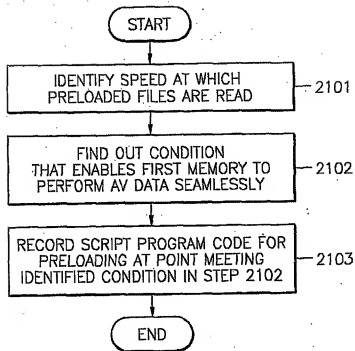 START
IDENTIFY SPEED AT WHICH
PRELOADED FILES ARE READ
2101
FIND OUT CONDITION
THAT ENABLES FIRST MEMORY TO
PERFORM AV DATA SEAMLESSLY
2102
RECORD SCRIPT PROGRAM CODE FOR
PRELOADING AT POINT MEETING
IDENTIFIED CONDITION IN STEP 2102
2103
END